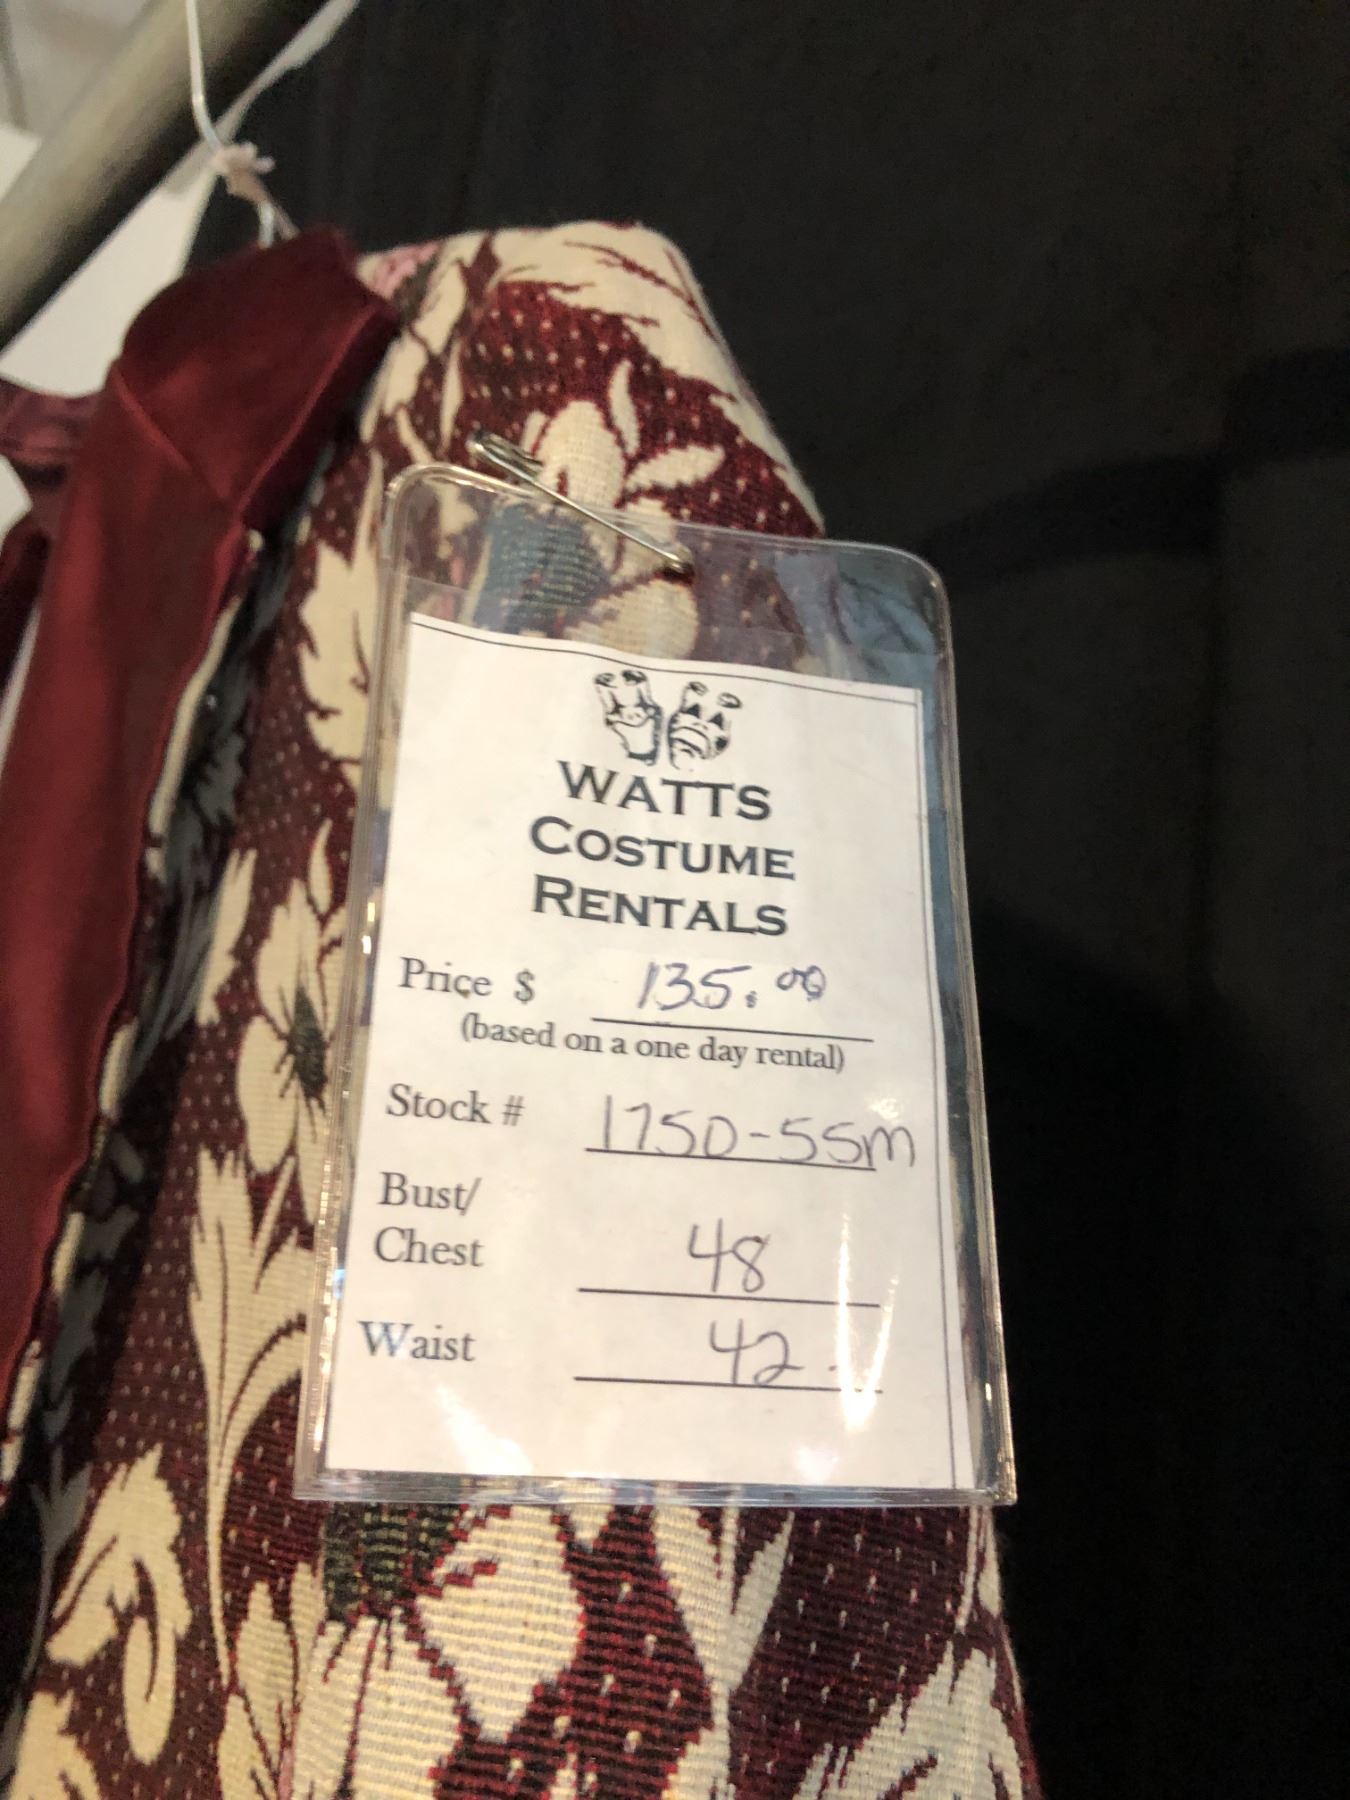 WATTS
COSTUME
RENTALS
Price $ 135.00
(based on a one day rental)
Stock # 1750-55m
Bust/
Chest 48
Waist 42